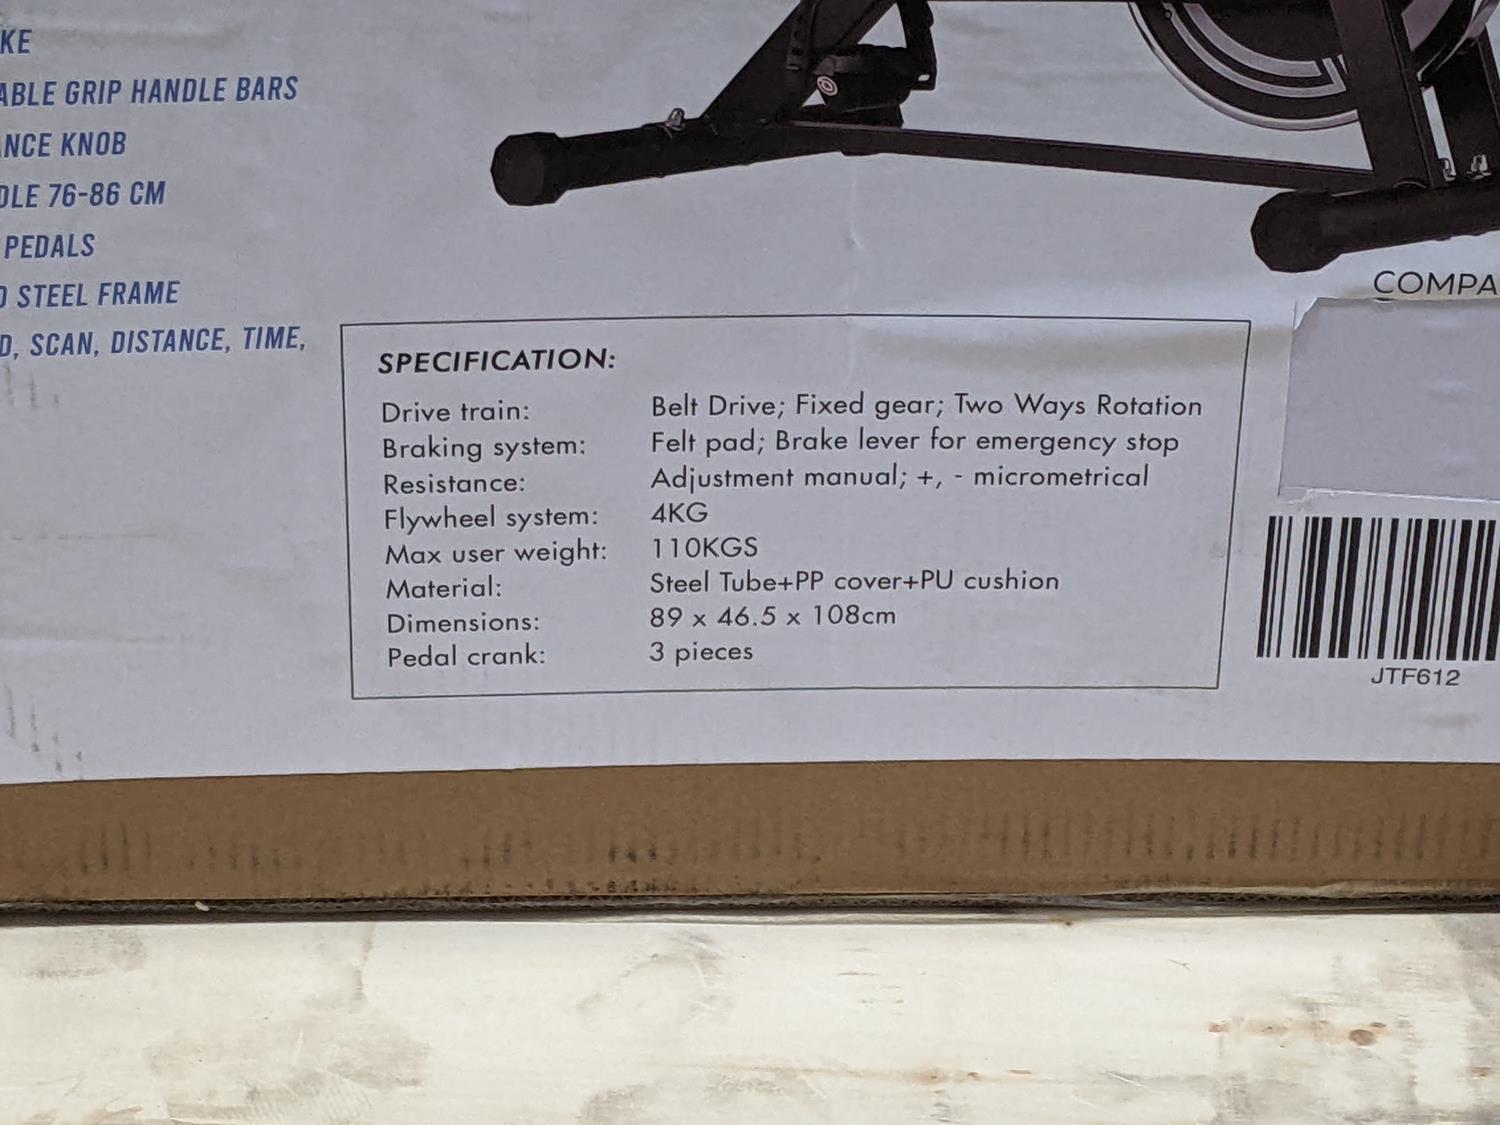 KE
ABLE GRIP HANDLE BARS
ANCE KNOB
DLE 76-86 CM
PEDALS
D STEEL FRAME
D, SCAN, DISTANCE, TIME,
COMPA
SPECIFICATION:
Drive train: Belt Drive; Fixed gear; Two Ways Rotation
Braking system: Felt pad; Brake lever for emergency stop
Resistance: Adjustment manual; +, - micrometrical
Flywheel system: 4KG
Max user weight: 110KGS
Material: Steel Tube+PP cover+PU cushion
Dimensions: 89 x 46.5 x 108cm
Pedal crank: 3 pieces
JTF612